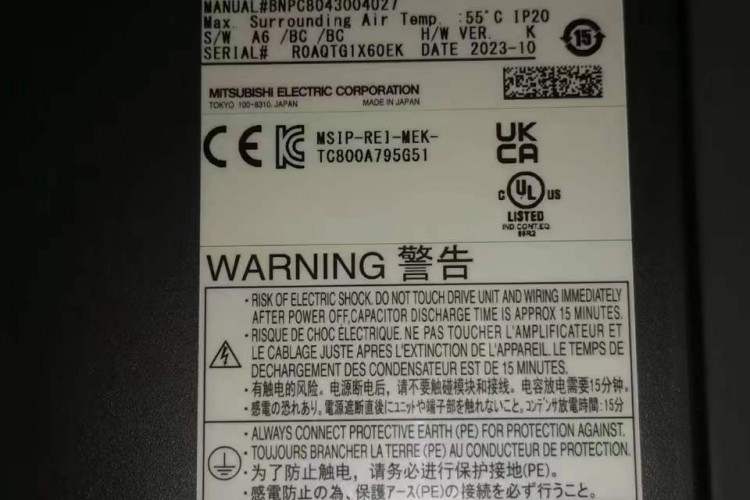 MANUAL#BNPC8043004027
Max. Surrounding Air Temp. :55°C IP20
S/W A6 /BC /BC H/W VER. K
SERIAL# R0AQTG1X60EK DATE 2023-10
15
MITSUBISHI ELECTRIC CORPORATION
TOKYO 100-8310, JAPAN MADE IN JAPAN
CE
MSIP-REI-MEK-
TC800A795G51
UK
CA
C UL US
LISTED
IND.CONT.EQ.
88R2
WARNING 警告
・RISK OF ELECTRIC SHOCK. DO NOT TOUCH DRIVE UNIT AND WIRING IMMEDIATELY
AFTER POWER OFF,CAPACITOR DISCHARGE TIME IS APPROX 15 MINUTES.
・RISQUE DE CHOC ÉLECTRIQUE. NE PAS TOUCHER L'AMPLIFICATEUR ET
LE CABLAGE JUSTE APRES L'EXTINCTION DE L'APPAREIL. LE TEMPS DE
DECHARGEMENT DES CONDENSATEUR EST DE 15 MINUTES.
・有触电的风险。电源断电后，请不要触碰模块和接线。电容放电需要15分钟。
・感電の恐れあり。電源遮断直後にユニットや端子部を触れないこと。コンデンサ放電時間:15分
・ALWAYS CONNECT PROTECTIVE EARTH (PE) FOR PROTECTION AGAINST.
・TOUJOURS BRANCHER LA TERRE (PE) AU CONDUCTEUR DE PROTECTION.
・为了防止触电，请务必进行保护接地(PE)。
・感電防止の為、保護アース(PE)の接続を必ず行うこと。